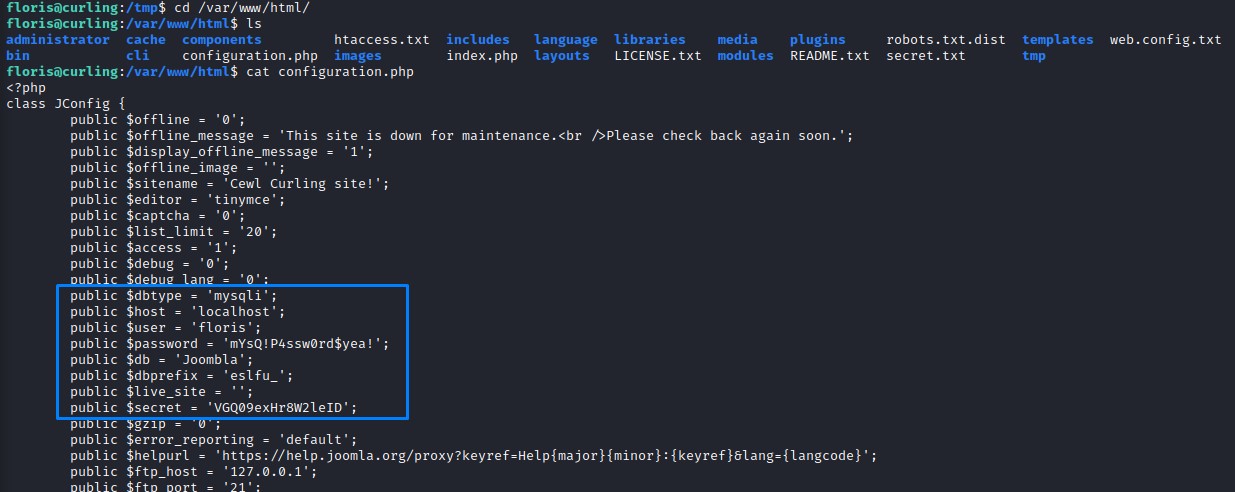 floris@curling:/tmp$ cd /var/www/html/
floris@curling:/var/www/html$ ls
administrator cache components htaccess.txt includes language libraries media plugins robots.txt.dist templates web.config.txt
bin cli configuration.php images index.php layouts LICENSE.txt modules README.txt secret.txt tmp
floris@curling:/var/www/html$ cat configuration.php
<?php
class JConfig {
public $offline = '0';
public $offline_message = 'This site is down for maintenance.<br />Please check back again soon.';
public $display_offline_message = '1';
public $offline_image = '';
public $sitename = 'Cewl Curling site!';
public $editor = 'tinymce';
public $captcha = '0';
public $list_limit = '20';
public $access = '1';
public $debug = '0';
public $debug_lang = '0';
public $dbtype = 'mysqli';
public $host = 'localhost';
public $user = 'floris';
public $password = 'mYsQ!P4ssw0rd$yea!';
public $db = 'Joombla';
public $dbprefix = 'eslfu_';
public $live_site = '';
public $secret = 'VGQ09exHr8W2leID';
public $gzip = '0';
public $error_reporting = 'default';
public $helpurl = 'https://help.joomla.org/proxy?keyref=Help{major}{minor}:{keyref}&lang={langcode}';
public $ftp_host = '127.0.0.1';
public $ftp_port = '21';